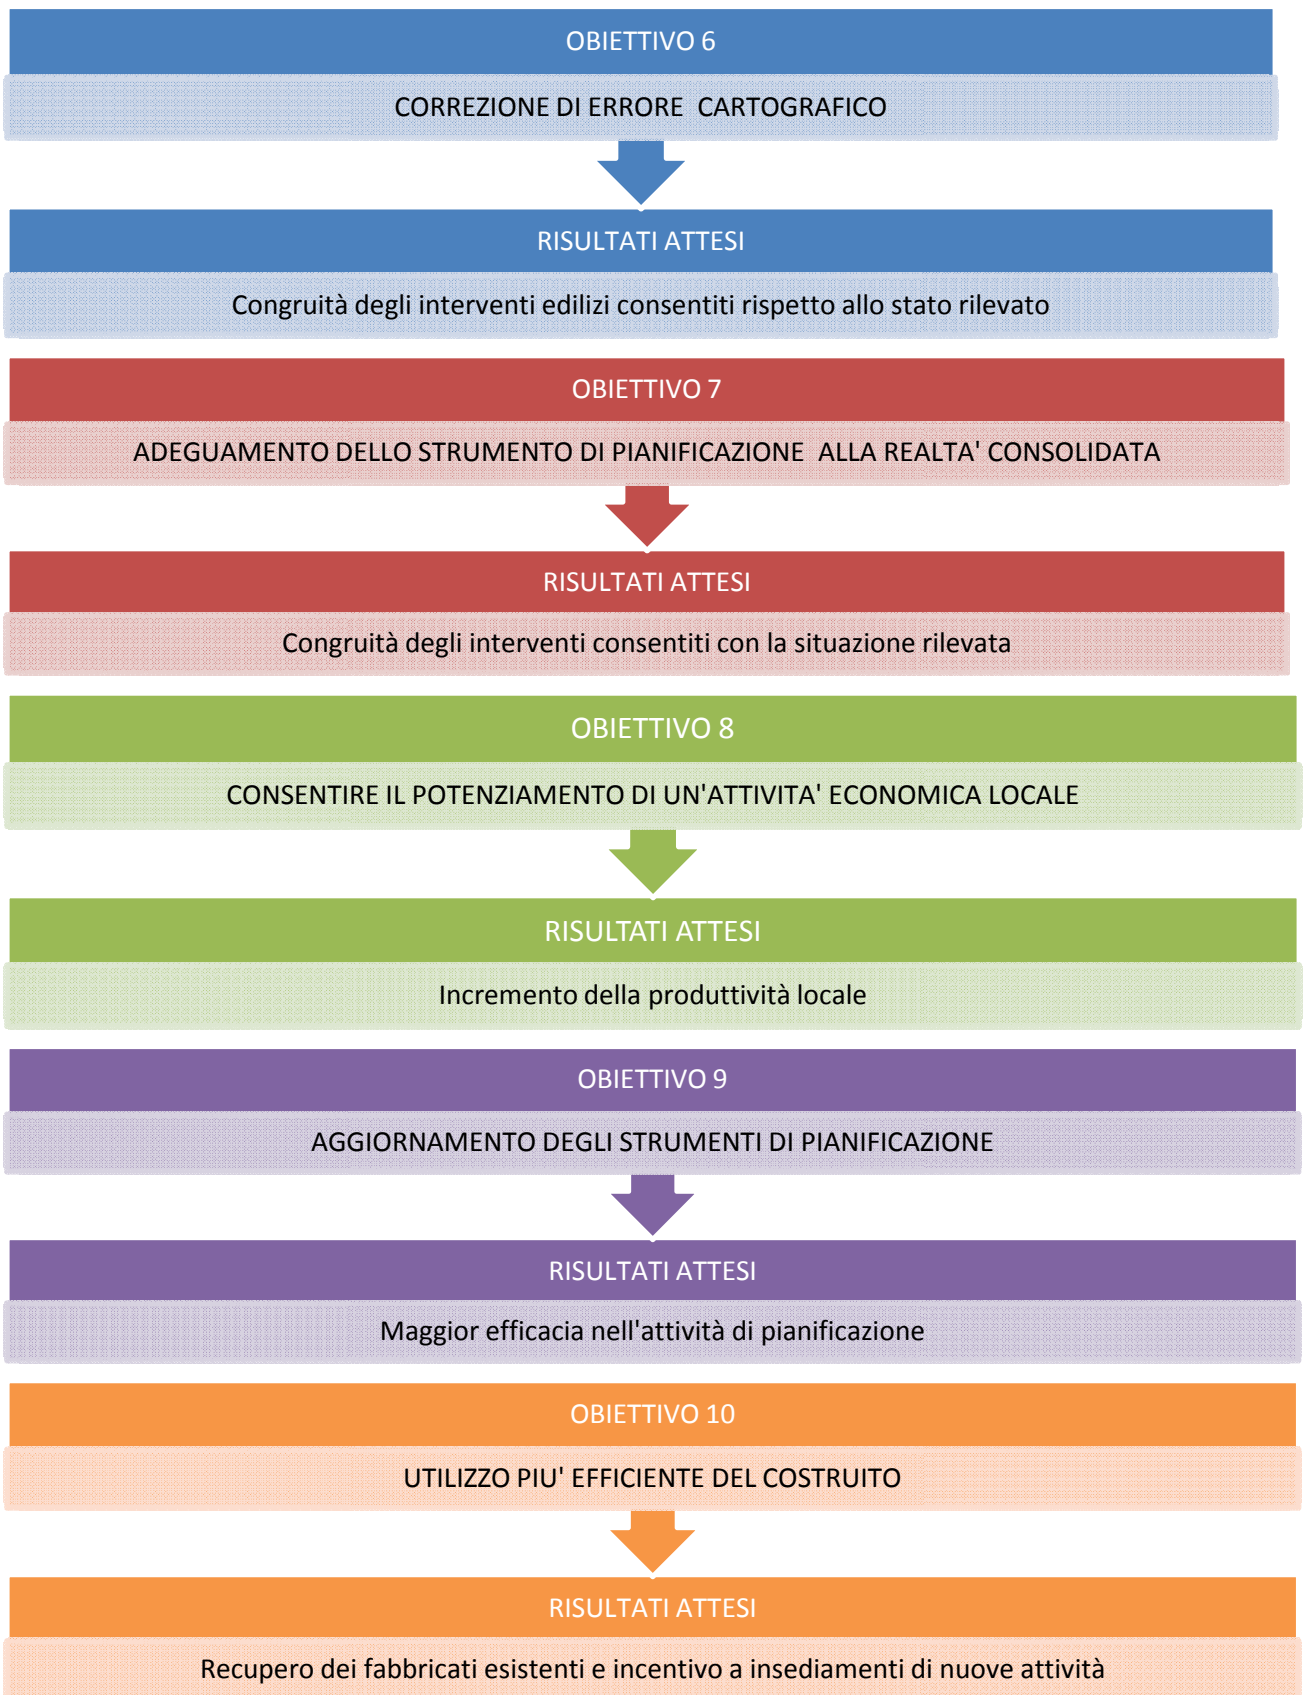 OBIETTIVO 6
CORREZIONE DI ERRORE CARTOGRAFICO
RISULTATI ATTESI
Congruità degli interventi edilizi consentiti rispetto allo stato rilevato
OBIETTIVO 7
ADEGUAMENTO DELLO STRUMENTO DI PIANIFICAZIONE ALLA REALTA' CONSOLIDATA
RISULTATI ATTESI
Congruità degli interventi consentiti con la situazione rilevata
OBIETTIVO 8
CONSENTIRE IL POTENZIAMENTO DI UN'ATTIVITA' ECONOMICA LOCALE
RISULTATI ATTESI
Incremento della produttività locale
OBIETTIVO 9
AGGIORNAMENTO DEGLI STRUMENTI DI PIANIFICAZIONE
RISULTATI ATTESI
Maggior efficacia nell'attività di pianificazione
OBIETTIVO 10
UTILIZZO PIU' EFFICIENTE DEL COSTRUITO
RISULTATI ATTESI
Recupero dei fabbricati esistenti e incentivo a insediamenti di nuove attività